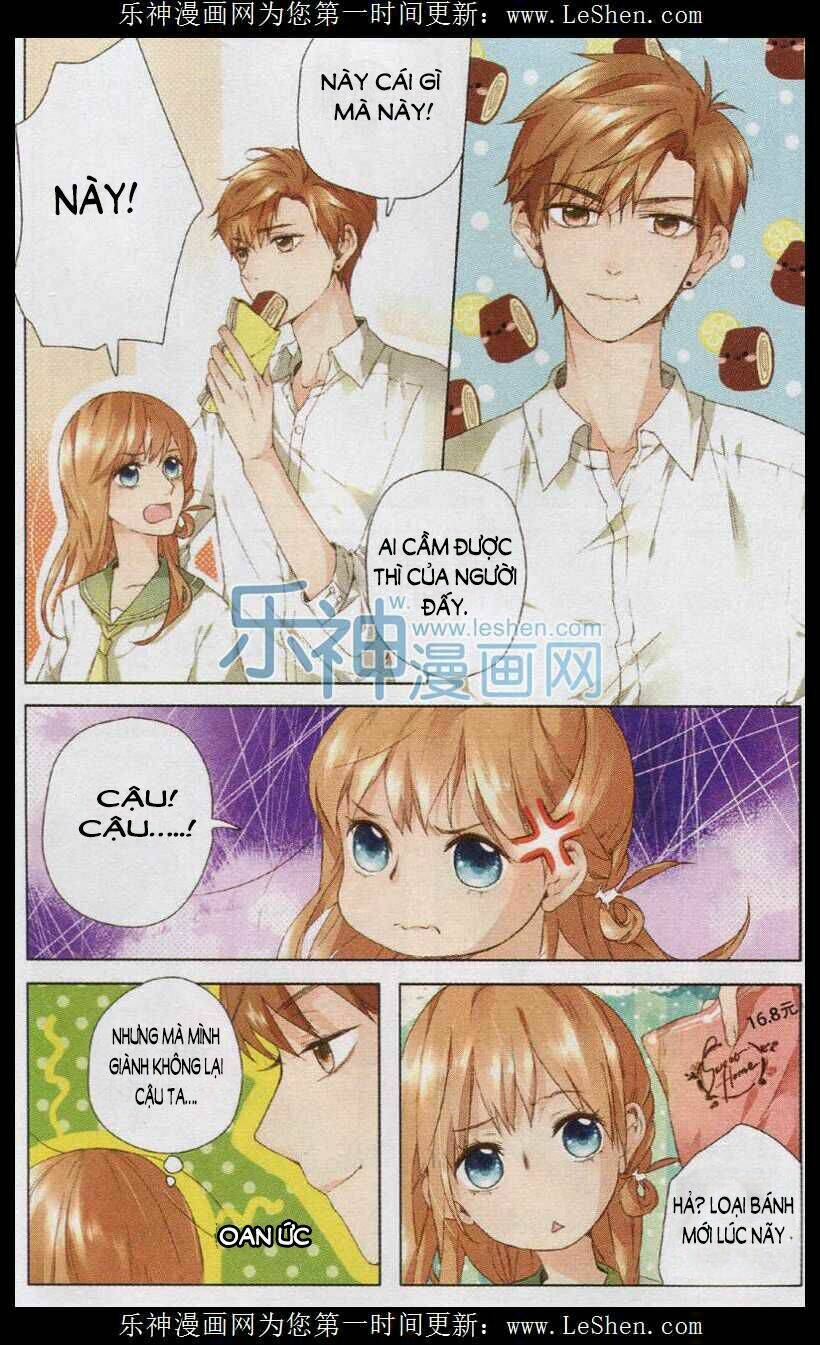 乐神漫画网为您第一时间更新：www.LeShen.com
NÀY CÁI GÌ
MÀ NÀY!
NÀY!
AI CẦM ĐƯỢC
THÌ CỦA NGƯỜI
ĐẤY.
w.
www.leshen.com
乐神漫画网
CẬU!
CẬU.....!
NHƯNG MÀ MÌNH
GIÀNH KHÔNG LẠI
CẬU TA....
OAN ỨC
16.8元
Sweet
Home
HẢ? LOẠI BÁNH
MỚI LÚC NÃY
乐神漫画网为您第一时间更新：www.LeShen.com